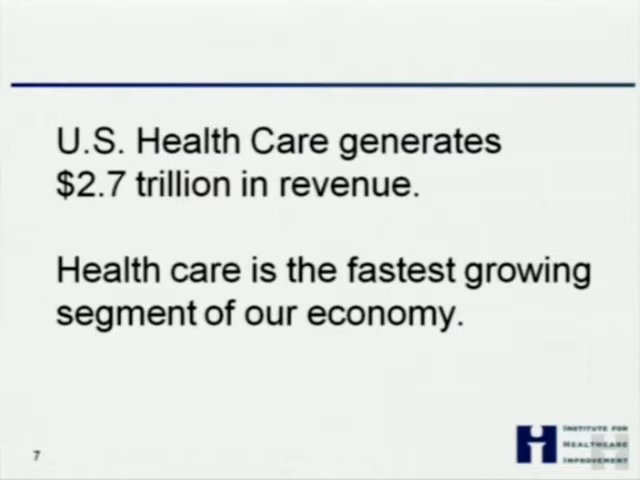 U.S. Health Care generates
$2.7 trillion in revenue.
Health care is the fastest growing
segment of our economy.
7
INSTITUTE FOR
HEALTHCARE
IMPROVEMENT